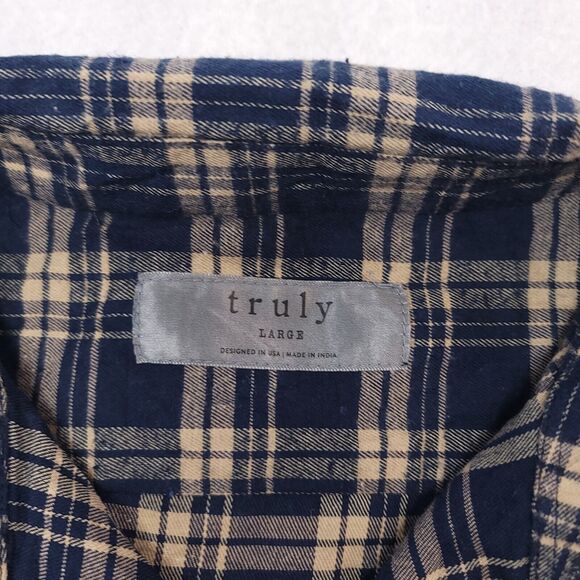 truly
LARGE
DESIGNED IN USA | MADE IN INDIA